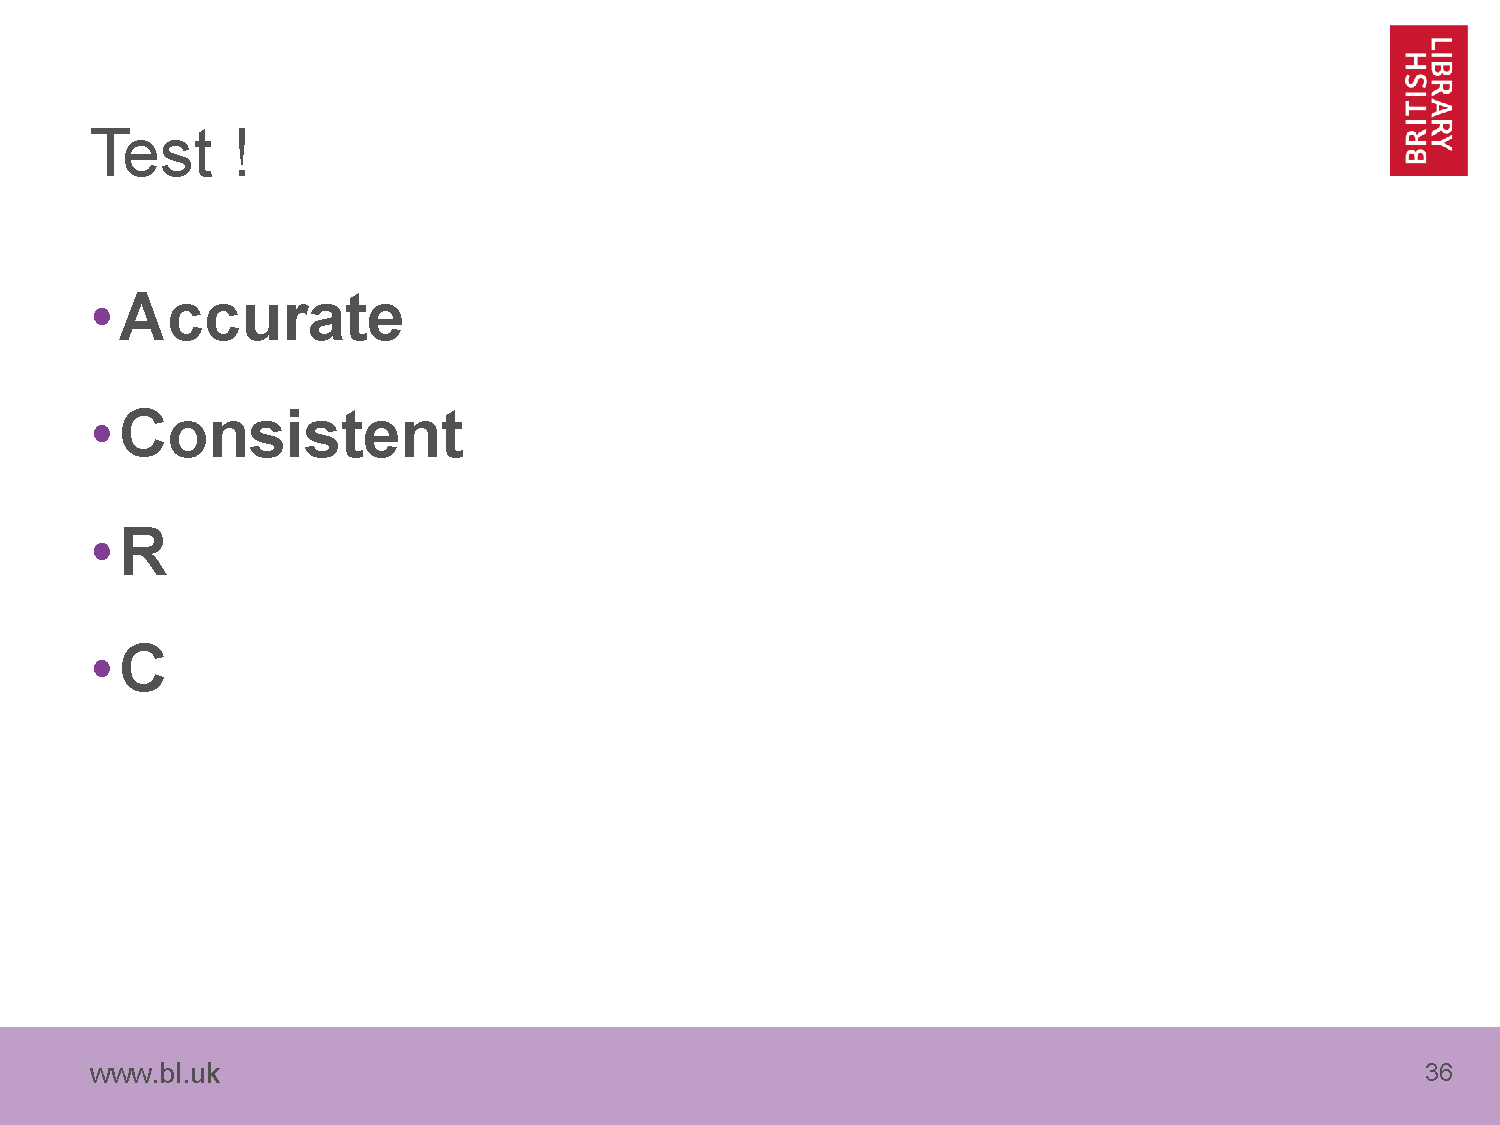 BRITISH
LIBRARY
Test !
•Accurate
•Consistent
•R
•C
www.bl.uk
36